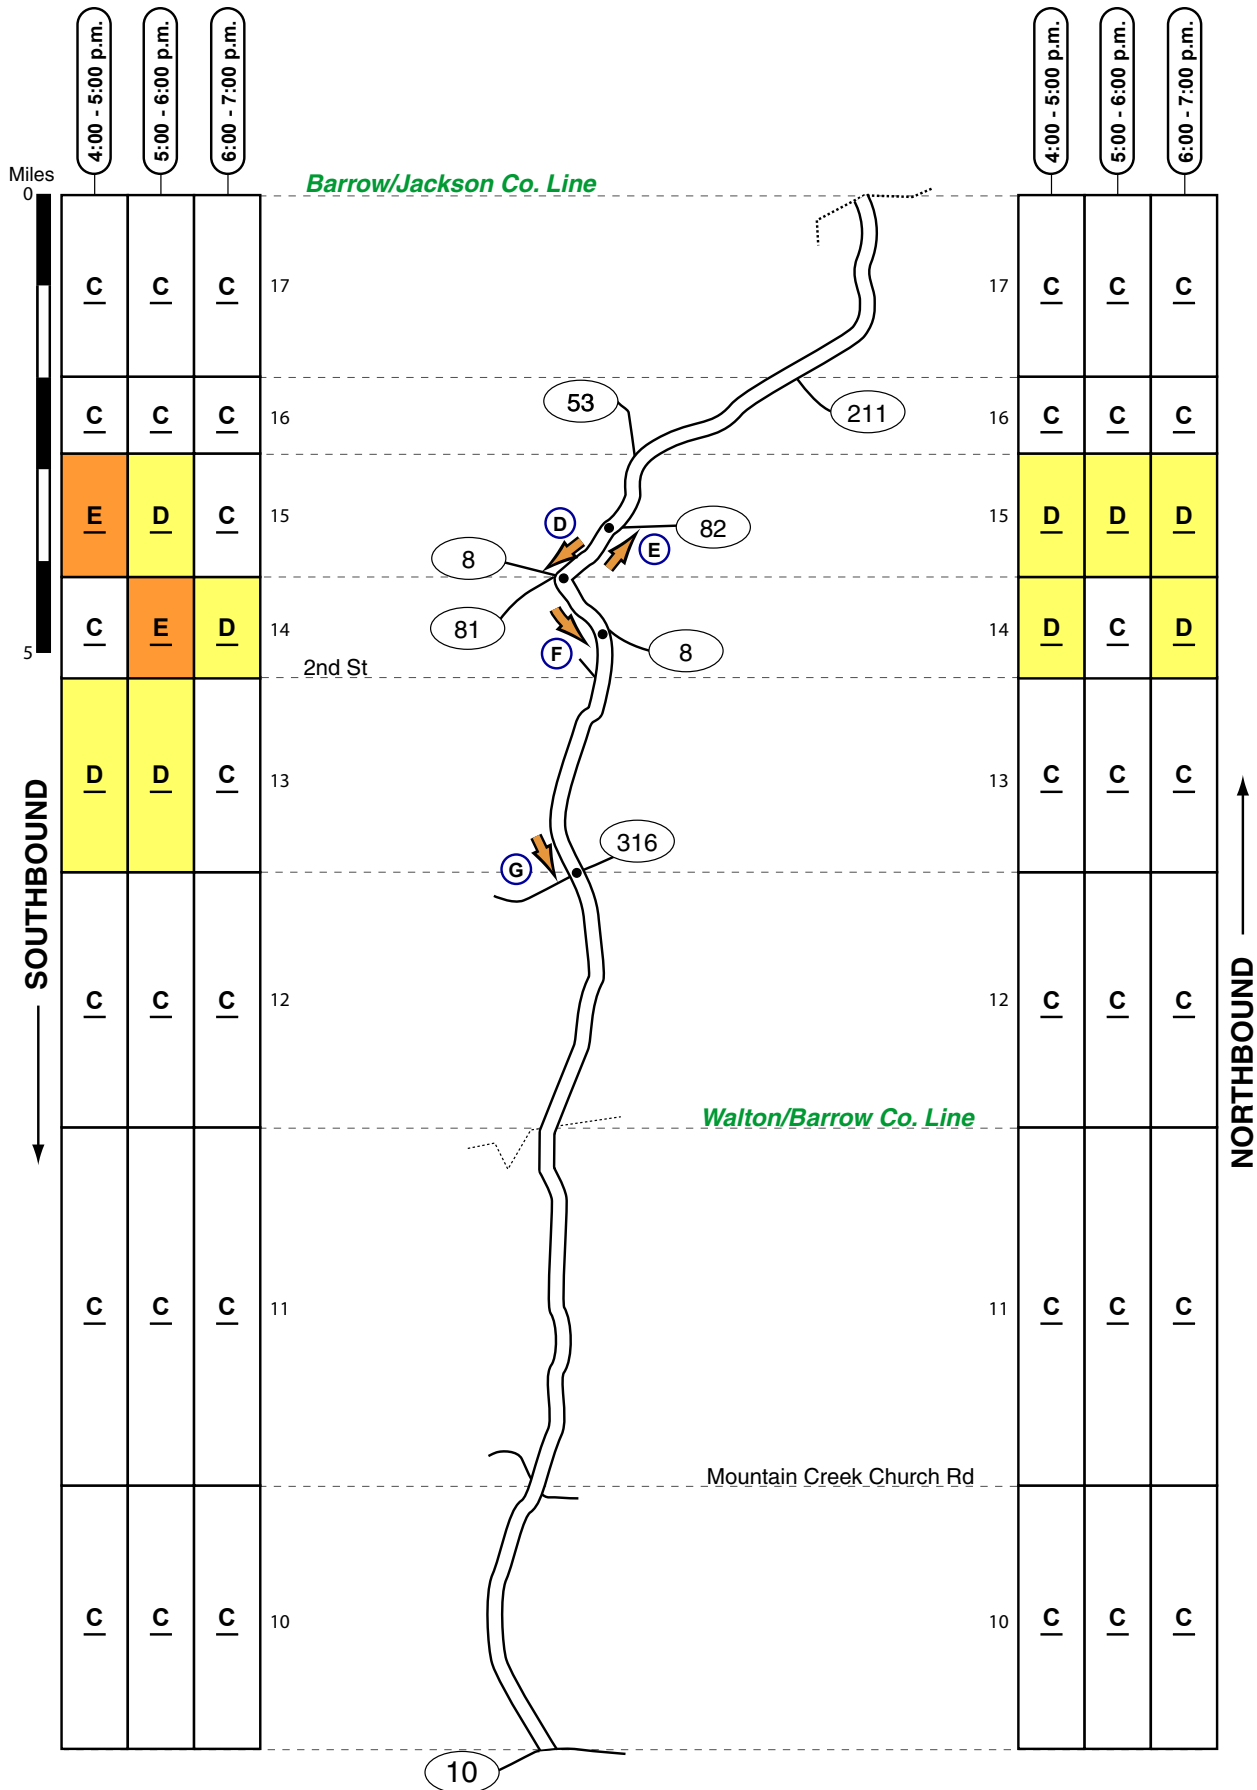 4:00 - 5:00 p.m.
5:00 - 6:00 p.m.
6:00 - 7:00 p.m.
4:00 - 5:00 p.m.
5:00 - 6:00 p.m.
6:00 - 7:00 p.m.
Miles
0
Barrow/Jackson Co. Line
C C C 17 17 C C C
53
211
C C C 16 16 C C C
E D C 15 15 D D D
D
82
E
8
81
C E D 14 14 D C D
F
8
5
2nd St
D D C 13 13 C C C
SOUTHBOUND
NORTHBOUND
316
G
C C C 12 12 C C C
Walton/Barrow Co. Line
C C C 11 11 C C C
Mountain Creek Church Rd
C C C 10 10 C C C
10